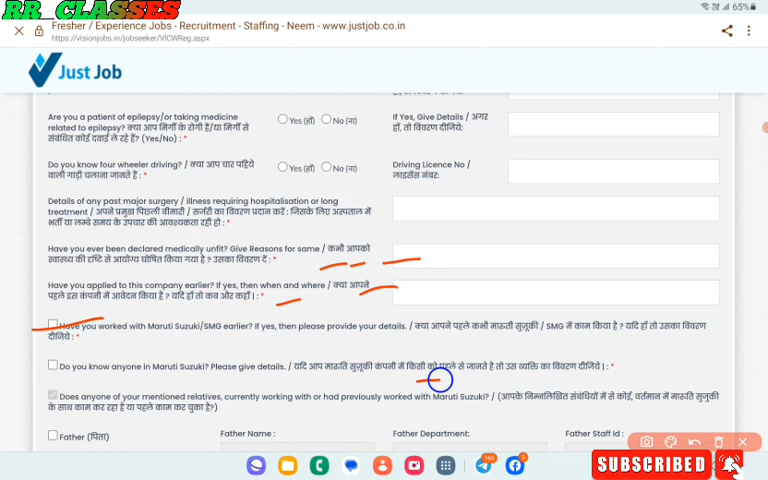 RR_CLASSES
65%
Fresher / Experience Jobs - Recruitment - Staffing - Neem - www.justjob.co.in
https://visionjobs.in/jobseeker/VICWReg.aspx
Just Job
Are you a patient of epilepsy/or taking medicine
related to epilepsy? क्या आप मिर्गी के रोगी हैं/या मिर्गी से
संबंधित कोई दवाई ले रहे हैं? (Yes/No) : *
Yes (हाँ) No (ना)
If Yes, Give Details / अगर
हाँ, तो विवरण दीजिये:
Do you know four wheeler driving? / क्या आप चार पहिये
वाली गाड़ी चलाना जानते हैं : *
Yes (हाँ) No (ना)
Driving Licence No /
लाइसेंस नंबर:
Details of any past major surgery / illness requiring hospitalisation or long
treatment / अपने प्रमुख पिछली बीमारी / सर्जरी का विवरण प्रदान करें : जिसके लिए अस्पताल में
भर्ती या लम्बे समय के उपचार की आवश्यकता रही हो : *
Have you ever been declared medically unfit? Give Reasons for same / कभी आपको
स्वास्थ्य की दृष्टि से आयोग्य घोषित किया गया है ? उसका विवरण दें : *
Have you applied to this company earlier? If yes, then when and where / क्या आपने
पहले इस कंपनी में आवेदन किया है ? यदि हाँ तो कब और कहाँ | : *
Have you worked with Maruti Suzuki/SMG earlier? If yes, then please provide your details. / क्या आपने पहले कभी मारुती सुज़ूकी / SMG में काम किया है ? यदि हाँ तो उसका विवरण
दीजिये : *
Do you know anyone in Maruti Suzuki? Please give details. / यदि आप मारुति सुज़ूकी कंपनी में किसी को पहले से जानते है तो उस व्यक्ति का विवरण दीजिये | : *
Does anyone of your mentioned relatives, currently working with or had previously worked with Maruti Suzuki? / (आपके निम्नलिखित संबंधियों में से कोई, वर्तमान में मारुति सुजुकी
के साथ काम कर रहा है या पहले काम कर चुका है?)
Father (पिता)
Father Name :
Father Department:
Father Staff Id :
SUBSCRIBED